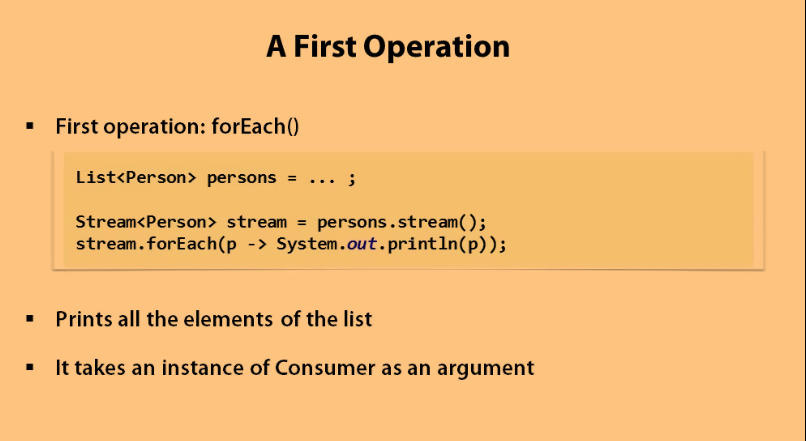 A First Operation
▪ First operation: forEach()
List<Person> persons = ... ;
Stream<Person> stream = persons.stream();
stream.forEach(p -> System.out.println(p));
▪ Prints all the elements of the list
▪ It takes an instance of Consumer as an argument